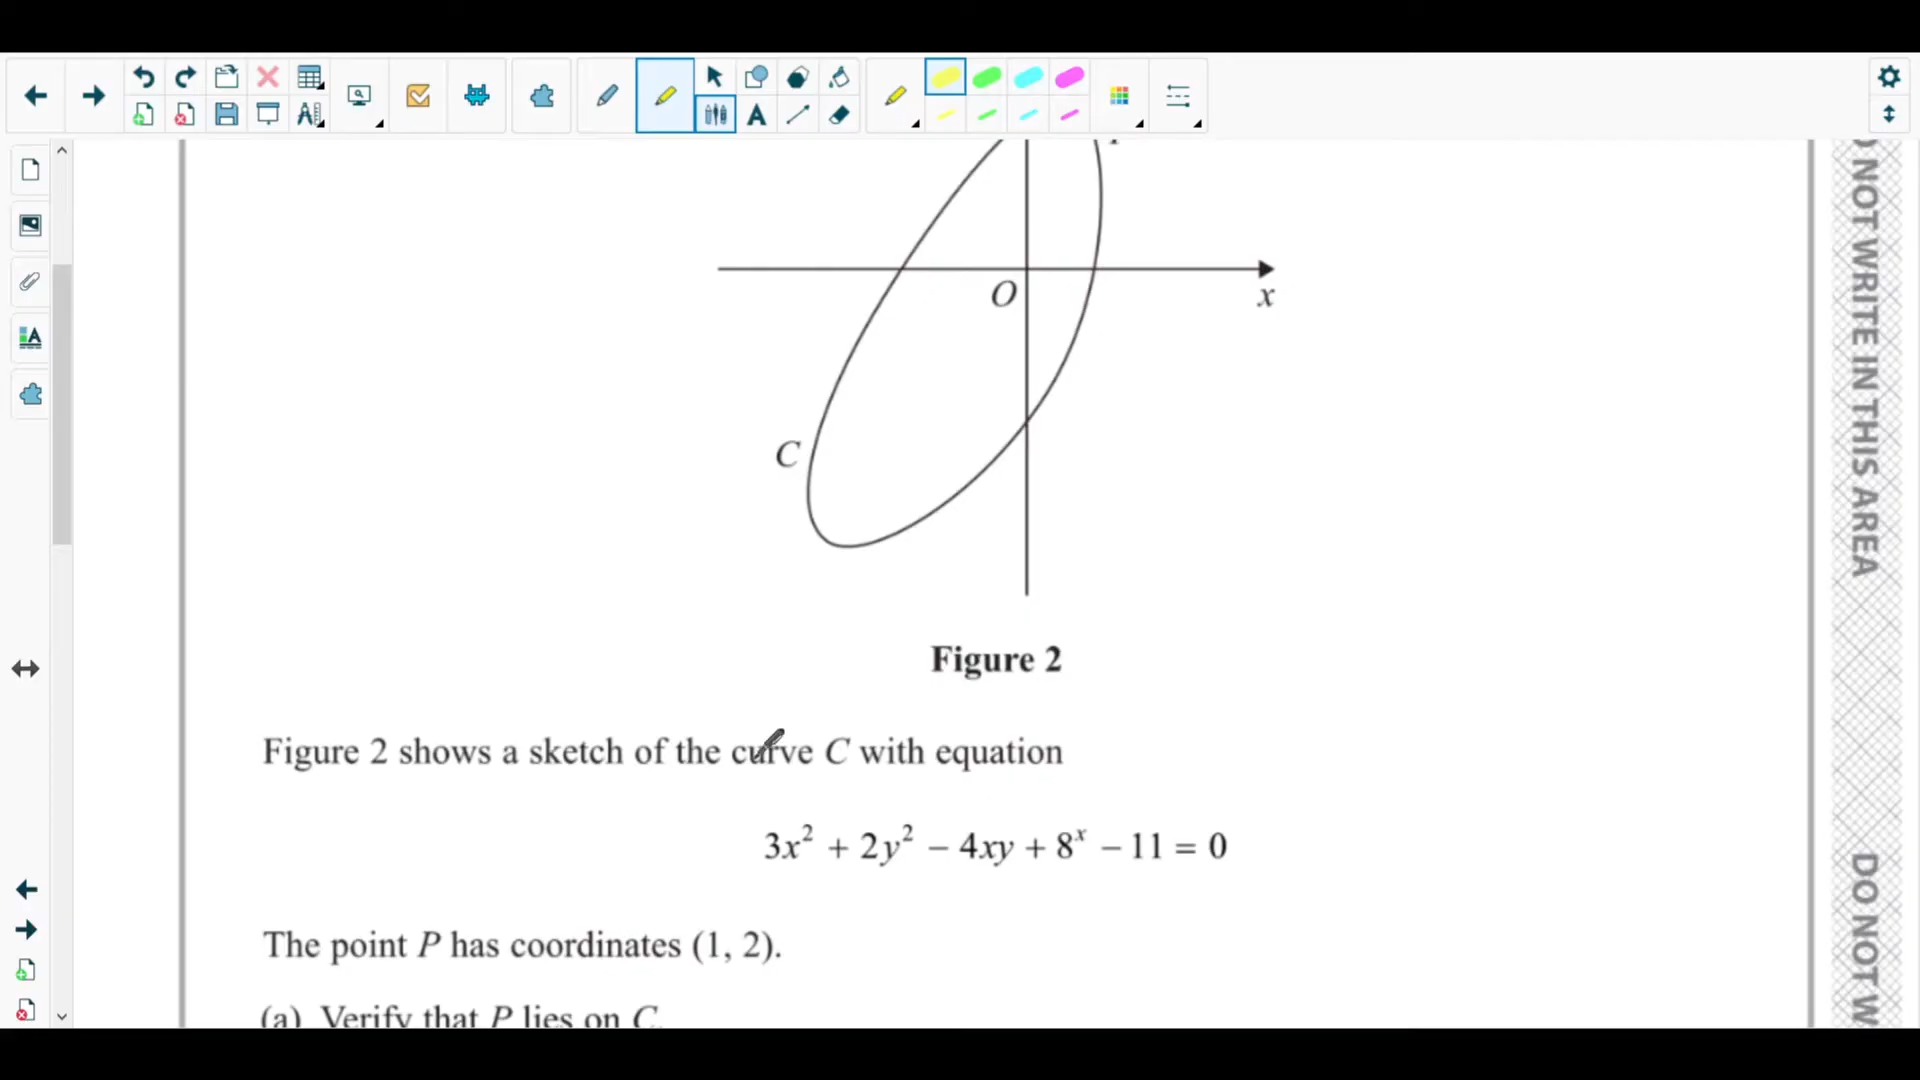 O
x
C
Figure 2
Figure 2 shows a sketch of the curve C with equation
3x² + 2y² − 4xy + 8ˣ − 11 = 0
The point P has coordinates (1, 2).
(a) Verify that P lies on C.
NOT WRITE IN THIS AREA
DO NOT W